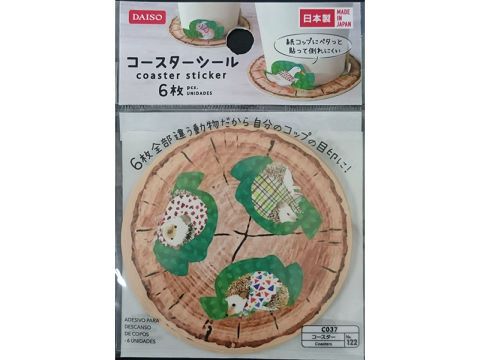 DAISO
日本製
MADE IN JAPAN
紙コップにペタッと
貼って倒れにくい
コースターシール
coaster sticker
6枚 pcs. UNIDADES
6枚全部違う動物だから自分のコップの目印に!
ADESIVO PARA
DESCANSO
DE COPOS
・6 UNIDADES
C037
コースター
Coasters
No. 122